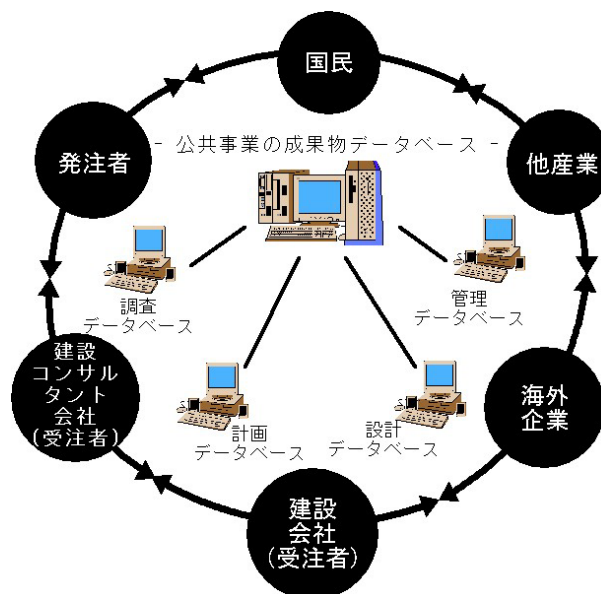 国民
- 公共事業の成果物データベース -
発注者
他産業
調査
データベース
管理
データベース
建設
コンサル
タント
会社
(受注者)
海外
企業
計画
データベース
設計
データベース
建設
会社
(受注者)